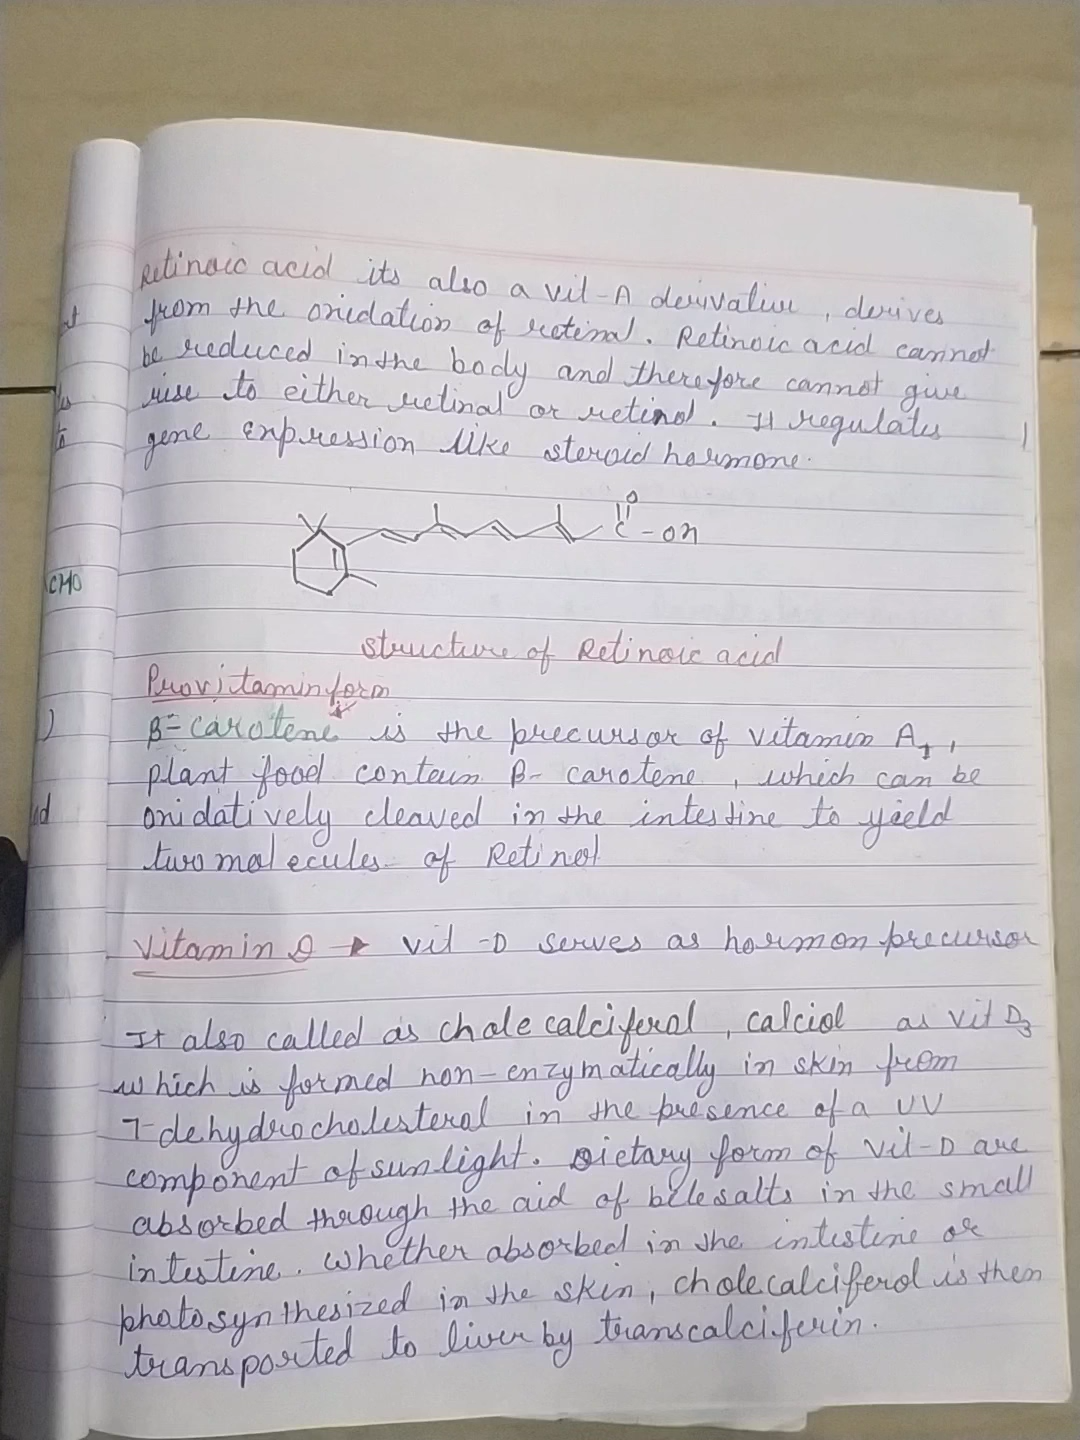 Retinoic acid its also a vil-A derivative, derives
from the oxidation of retinal. Retinoic acid cannot
be reduced in the body and therefore cannot give
rise to either retinal or retinol. It regulates
gene expression like steroid hormone.
O
C-OH
CHO
structure of Retinoic acid
Provitamin form
β-carotene is the precursor of vitamin A1,
plant food contain β-carotene, which can be
oxidatively cleaved in the intestine to yield
two molecules of Retinol
Vitamin D → Vil-D serves as hormon precursor
It also called as cholecalciferol, calciol as vit D3
which is formed non-enzymatically in skin from
7-dehydrocholesterol in the presence of a UV
component of sunlight. Dietary form of Vil-D are
absorbed through the aid of bile salts in the small
intestine. Whether absorbed in the intestine or
photosynthesized in the skin, cholecalciferol is then
transported to liver by transcalciferin.